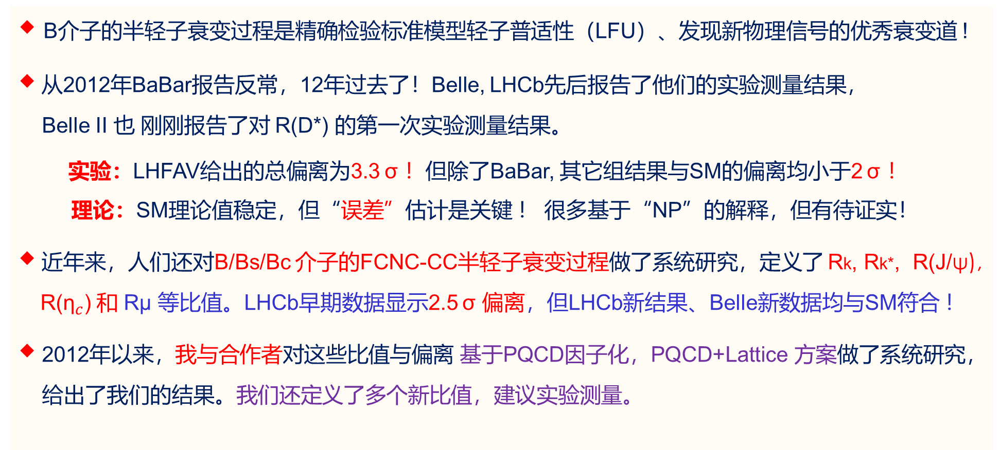 ◆ B介子的半轻子衰变过程是精确检验标准模型轻子普适性（LFU）、发现新物理信号的优秀衰变道！
◆ 从2012年BaBar报告反常，12年过去了！Belle, LHCb先后报告了他们的实验测量结果，
Belle II 也 刚刚报告了对 R(D*) 的第一次实验测量结果。
实验：LHFAV给出的总偏离为3.3σ！但除了BaBar, 其它组结果与SM的偏离均小于2σ！
理论：SM理论值稳定，但“误差”估计是关键！ 很多基于“NP”的解释，但有待证实！
◆ 近年来，人们还对B/Bs/Bc 介子的FCNC-CC半轻子衰变过程做了系统研究，定义了 Rk, Rk*, R(J/ψ),
R(ηc) 和 Rμ 等比值。LHCb早期数据显示2.5σ 偏离，但LHCb新结果、Belle新数据均与SM符合！
◆ 2012年以来，我与合作者对这些比值与偏离 基于PQCD因子化，PQCD+Lattice 方案做了系统研究，
给出了我们的结果。我们还定义了多个新比值，建议实验测量。